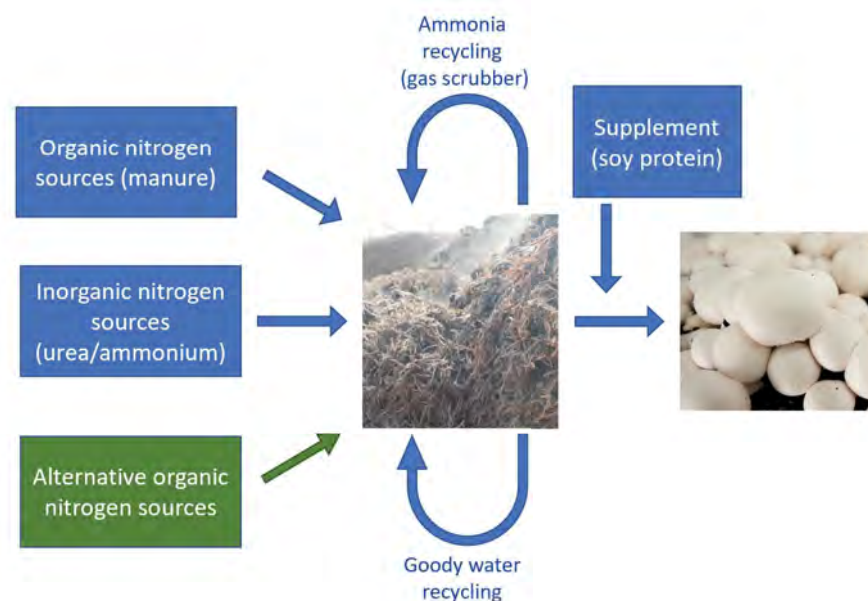 Ammonia
recycling
(gas scrubber)
Organic nitrogen
sources (manure)
Supplement
(soy protein)
Inorganic nitrogen
sources
(urea/ammonium)
Alternative organic
nitrogen sources
Goody water
recycling